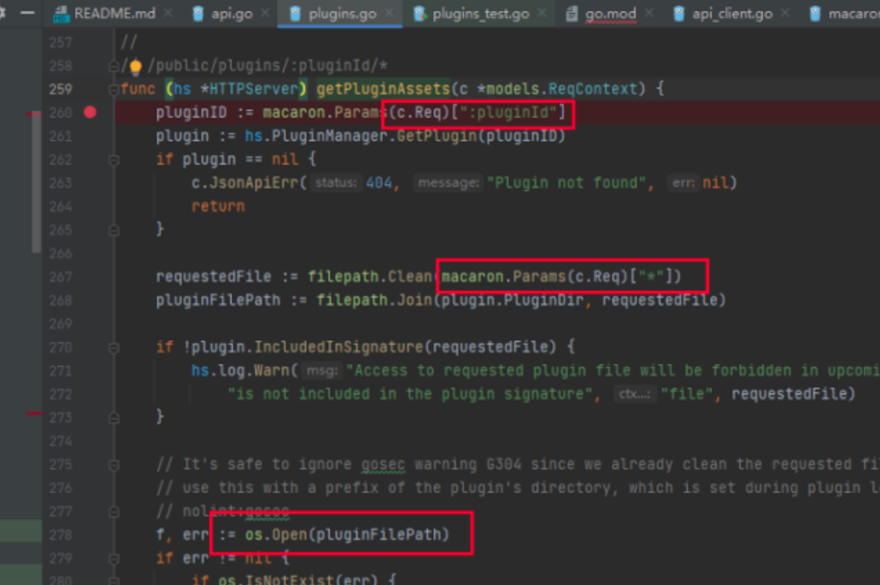 README.md × api.go × plugins.go × plugins_test.go × go.mod × api_client.go × macaron
257 //
258 // /public/plugins/:pluginId/*
259 func (hs *HTTPServer) getPluginAssets(c *models.ReqContext) {
260 pluginID := macaron.Params(c.Req)[":pluginId"]
261 plugin := hs.PluginManager.GetPlugin(pluginID)
262 if plugin == nil {
263 c.JsonApiErr( status: 404, message: "Plugin not found", err: nil)
264 return
265 }
266
267 requestedFile := filepath.Clean(macaron.Params(c.Req)["*"])
268 pluginFilePath := filepath.Join(plugin.PluginDir, requestedFile)
269
270 if !plugin.IncludedInSignature(requestedFile) {
271 hs.log.Warn( msg: "Access to requested plugin file will be forbidden in upcomi
272 "is not included in the plugin signature", ctx...: "file", requestedFile)
273 }
274
275 // It's safe to ignore gosec warning G304 since we already clean the requested fi
276 // use this with a prefix of the plugin's directory, which is set during plugin l
277 // nolint:gosec
278 f, err := os.Open(pluginFilePath)
279 if err != nil {
280 if os.IsNotExist(err) {